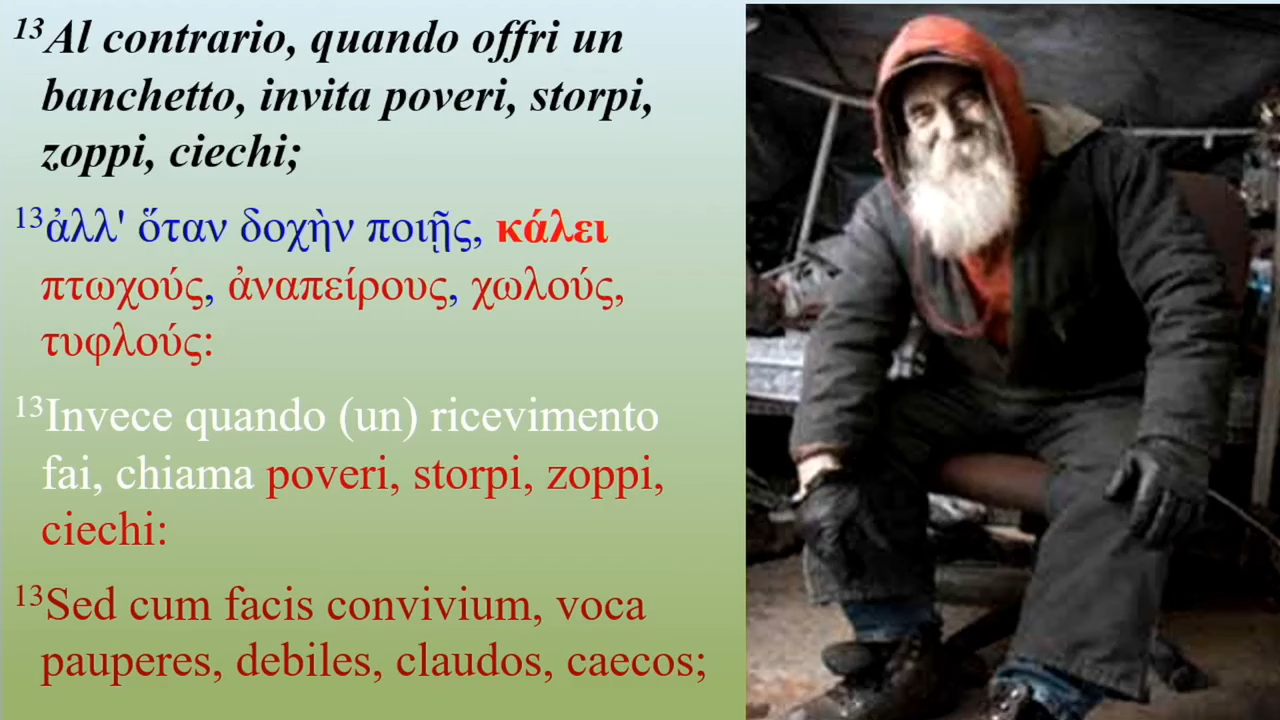 13Al contrario, quando offri un
banchetto, invita poveri, storpi,
zoppi, ciechi;
13ἀλλ' ὅταν δοχὴν ποιῇς, κάλει
πτωχούς, ἀναπείρους, χωλούς,
τυφλούς:
13Invece quando (un) ricevimento
fai, chiama poveri, storpi, zoppi,
ciechi:
13Sed cum facis convivium, voca
pauperes, debiles, claudos, caecos;